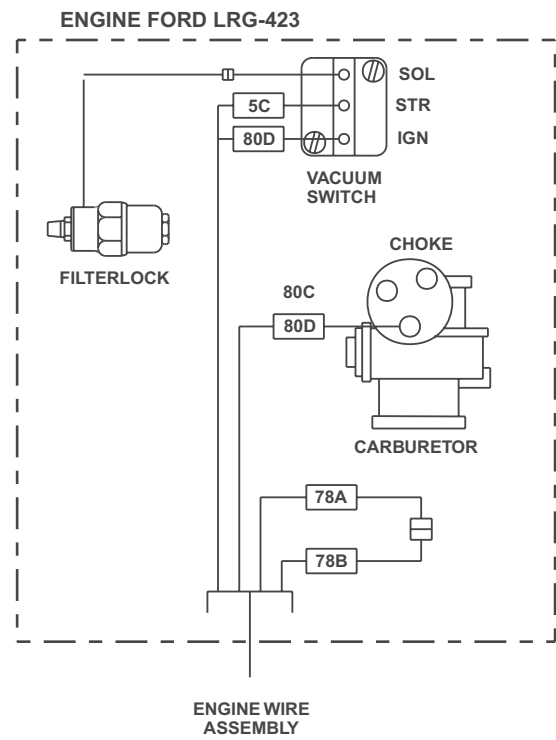 ENGINE FORD LRG-423
SOL
5C
STR
80D
IGN
VACUUM
SWITCH
FILTERLOCK
CHOKE
80C
80D
CARBURETOR
78A
78B
ENGINE WIRE
ASSEMBLY